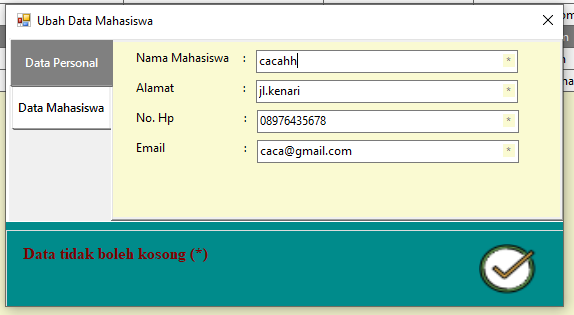 Ubah Data Mahasiswa
Data Personal
Data Mahasiswa
Nama Mahasiswa : cacahh *
Alamat : jl.kenari *
No. Hp : 08976435678 *
Email : caca@gmail.com *
Data tidak boleh kosong (*)